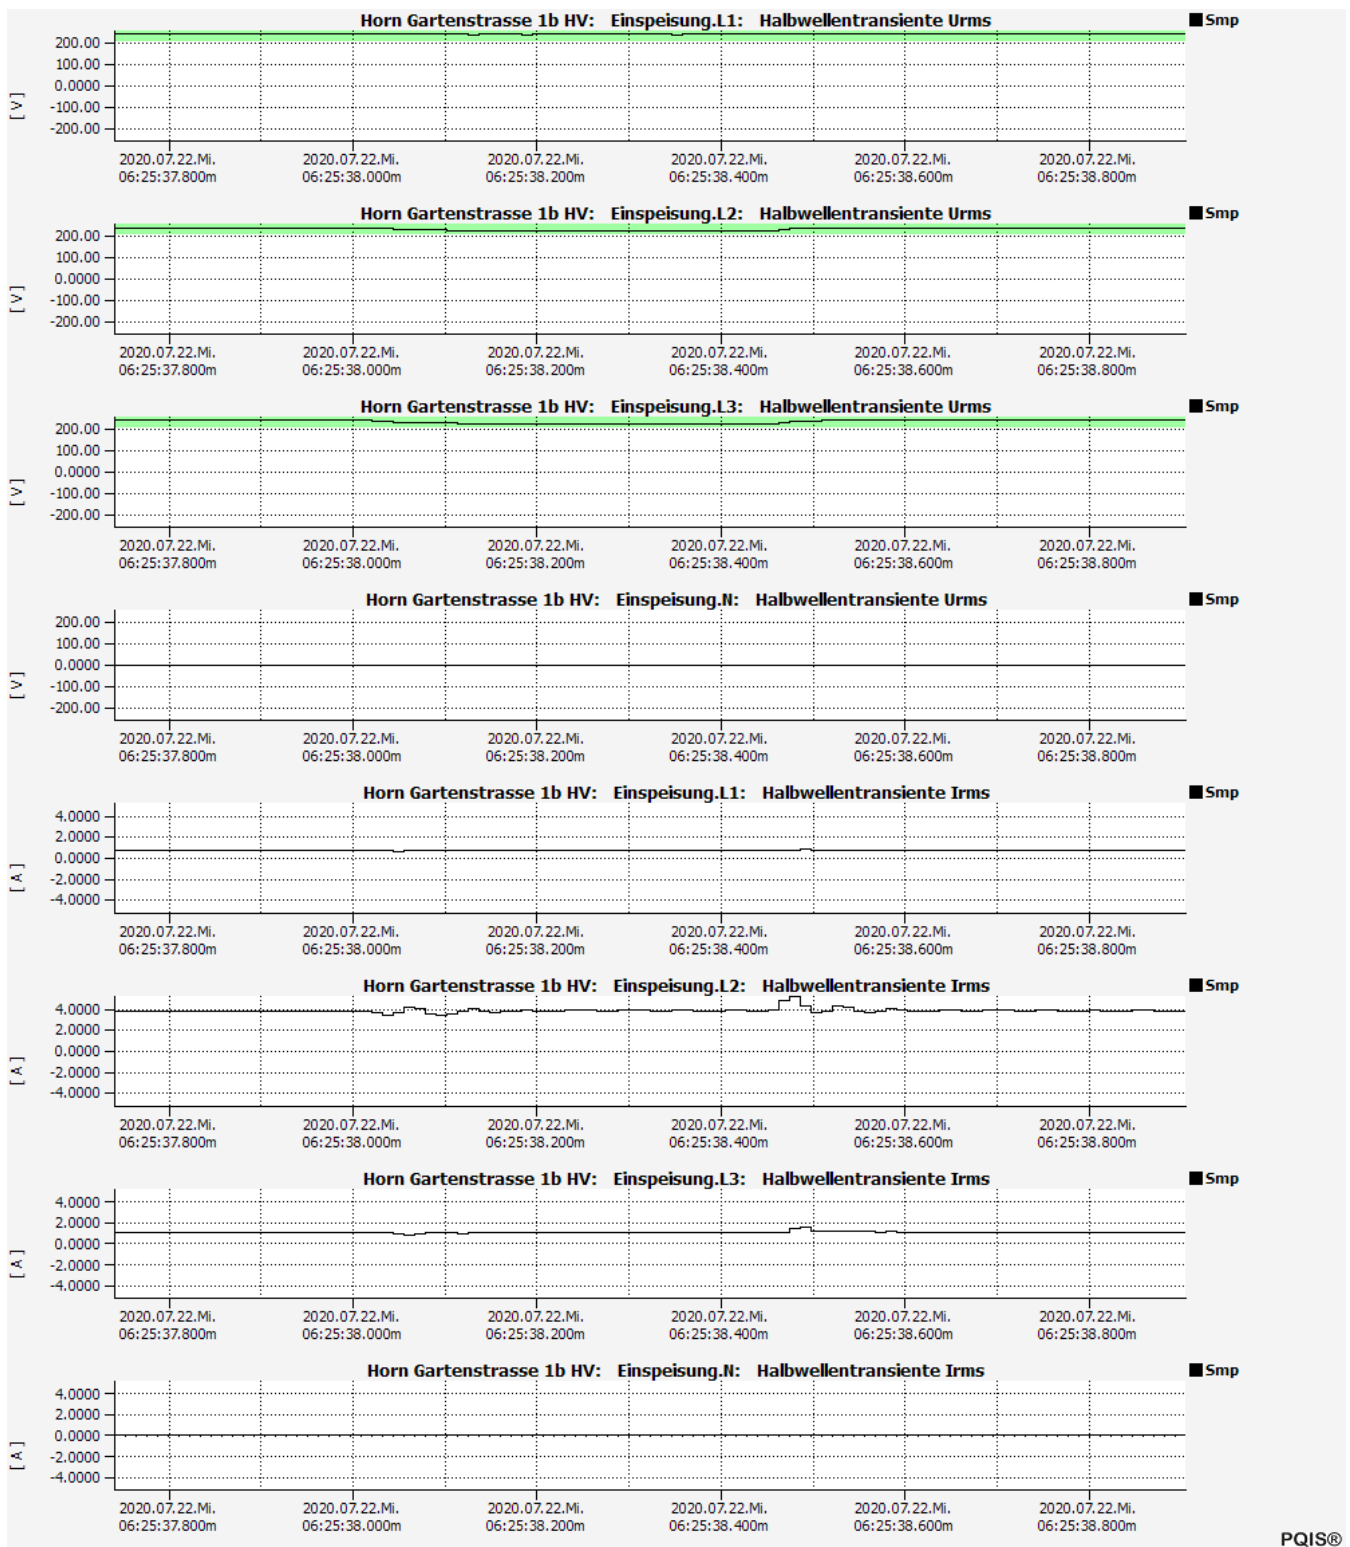 Horn Gartenstrasse 1b HV: Einspeisung.L1: Halbwellentransiente Urms
Smp
200.00
100.00
0.0000
-100.00
-200.00
[ V ]
2020.07.22.Mi. 2020.07.22.Mi. 2020.07.22.Mi. 2020.07.22.Mi. 2020.07.22.Mi. 2020.07.22.Mi.
06:25:37.800m 06:25:38.000m 06:25:38.200m 06:25:38.400m 06:25:38.600m 06:25:38.800m
Horn Gartenstrasse 1b HV: Einspeisung.L2: Halbwellentransiente Urms
Smp
200.00
100.00
0.0000
-100.00
-200.00
[ V ]
2020.07.22.Mi. 2020.07.22.Mi. 2020.07.22.Mi. 2020.07.22.Mi. 2020.07.22.Mi. 2020.07.22.Mi.
06:25:37.800m 06:25:38.000m 06:25:38.200m 06:25:38.400m 06:25:38.600m 06:25:38.800m
Horn Gartenstrasse 1b HV: Einspeisung.L3: Halbwellentransiente Urms
Smp
200.00
100.00
0.0000
-100.00
-200.00
[ V ]
2020.07.22.Mi. 2020.07.22.Mi. 2020.07.22.Mi. 2020.07.22.Mi. 2020.07.22.Mi. 2020.07.22.Mi.
06:25:37.800m 06:25:38.000m 06:25:38.200m 06:25:38.400m 06:25:38.600m 06:25:38.800m
Horn Gartenstrasse 1b HV: Einspeisung.N: Halbwellentransiente Urms
Smp
200.00
100.00
0.0000
-100.00
-200.00
[ V ]
2020.07.22.Mi. 2020.07.22.Mi. 2020.07.22.Mi. 2020.07.22.Mi. 2020.07.22.Mi. 2020.07.22.Mi.
06:25:37.800m 06:25:38.000m 06:25:38.200m 06:25:38.400m 06:25:38.600m 06:25:38.800m
Horn Gartenstrasse 1b HV: Einspeisung.L1: Halbwellentransiente Irms
Smp
4.0000
2.0000
0.0000
-2.0000
-4.0000
[ A ]
2020.07.22.Mi. 2020.07.22.Mi. 2020.07.22.Mi. 2020.07.22.Mi. 2020.07.22.Mi. 2020.07.22.Mi.
06:25:37.800m 06:25:38.000m 06:25:38.200m 06:25:38.400m 06:25:38.600m 06:25:38.800m
Horn Gartenstrasse 1b HV: Einspeisung.L2: Halbwellentransiente Irms
Smp
4.0000
2.0000
0.0000
-2.0000
-4.0000
[ A ]
2020.07.22.Mi. 2020.07.22.Mi. 2020.07.22.Mi. 2020.07.22.Mi. 2020.07.22.Mi. 2020.07.22.Mi.
06:25:37.800m 06:25:38.000m 06:25:38.200m 06:25:38.400m 06:25:38.600m 06:25:38.800m
Horn Gartenstrasse 1b HV: Einspeisung.L3: Halbwellentransiente Irms
Smp
4.0000
2.0000
0.0000
-2.0000
-4.0000
[ A ]
2020.07.22.Mi. 2020.07.22.Mi. 2020.07.22.Mi. 2020.07.22.Mi. 2020.07.22.Mi. 2020.07.22.Mi.
06:25:37.800m 06:25:38.000m 06:25:38.200m 06:25:38.400m 06:25:38.600m 06:25:38.800m
Horn Gartenstrasse 1b HV: Einspeisung.N: Halbwellentransiente Irms
Smp
4.0000
2.0000
0.0000
-2.0000
-4.0000
[ A ]
2020.07.22.Mi. 2020.07.22.Mi. 2020.07.22.Mi. 2020.07.22.Mi. 2020.07.22.Mi. 2020.07.22.Mi.
06:25:37.800m 06:25:38.000m 06:25:38.200m 06:25:38.400m 06:25:38.600m 06:25:38.800m
PQIS®